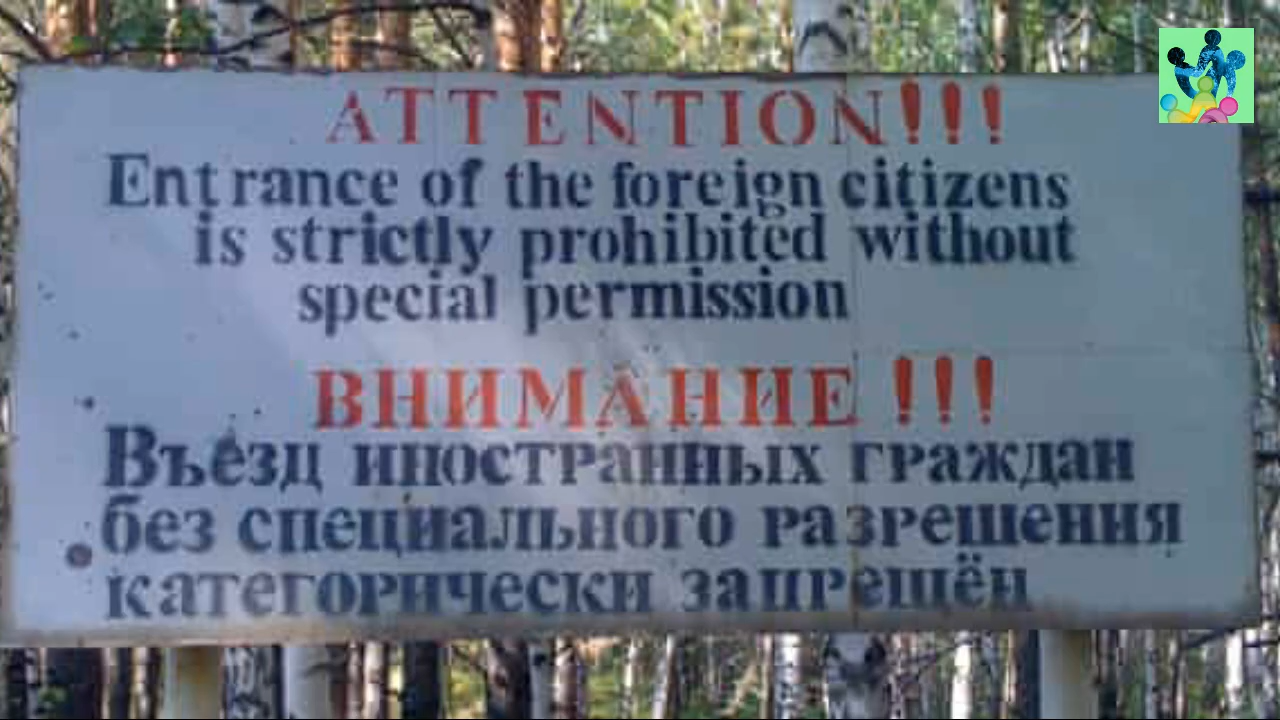 ATTENTION!!!
Entrance of the foreign citizens
is strictly prohibited without
special permission
ВНИМАНИЕ !!!
Въезд иностранных граждан
без специального разрешения
категорически запрещён